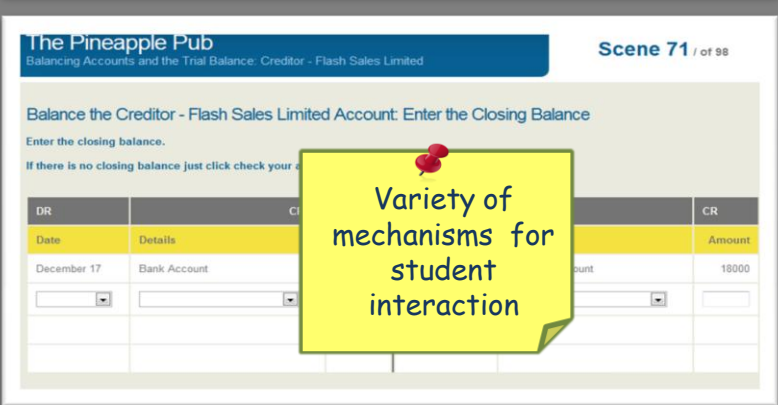 The Pineapple Pub
Balancing Accounts and the Trial Balance: Creditor - Flash Sales Limited
Scene 71 / of 98
Balance the Creditor - Flash Sales Limited Account: Enter the Closing Balance
Enter the closing balance.
If there is no closing balance just click check your
Variety of
mechanisms for
student
interaction
DR CR
Date Details Amount
December 17 Bank Account 18000